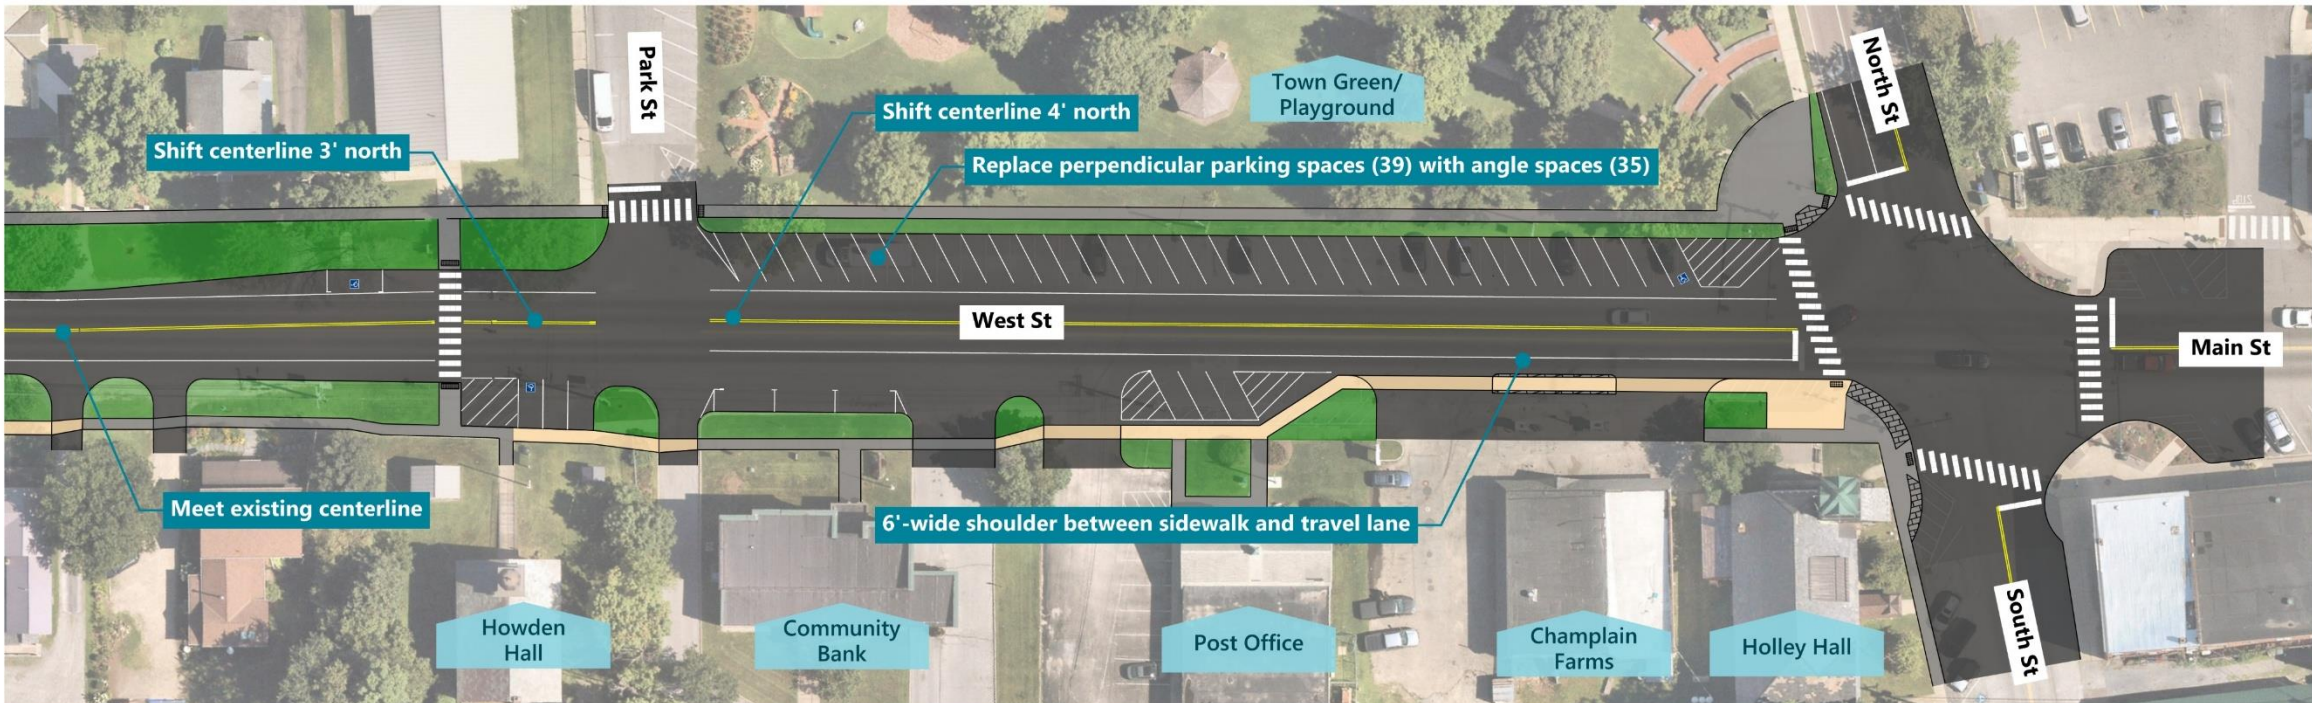 Park St
North St
Town Green/
Playground
Shift centerline 4' north
Shift centerline 3' north
Replace perpendicular parking spaces (39) with angle spaces (35)
West St
Main St
Meet existing centerline
6'-wide shoulder between sidewalk and travel lane
Howden
Hall
Community
Bank
Post Office
Champlain
Farms
Holley Hall
South St